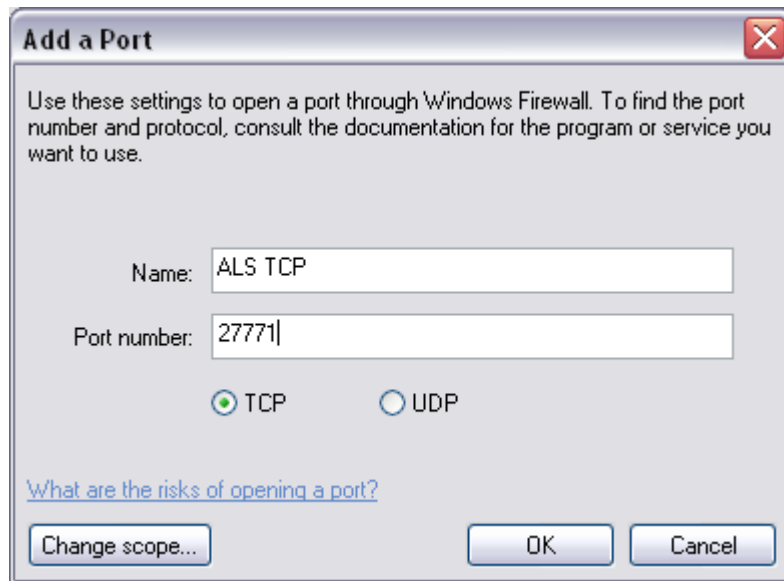 Add a Port
Use these settings to open a port through Windows Firewall. To find the port
number and protocol, consult the documentation for the program or service you
want to use.
Name: ALS TCP
Port number: 27771
TCP UDP
What are the risks of opening a port?
Change scope... OK Cancel